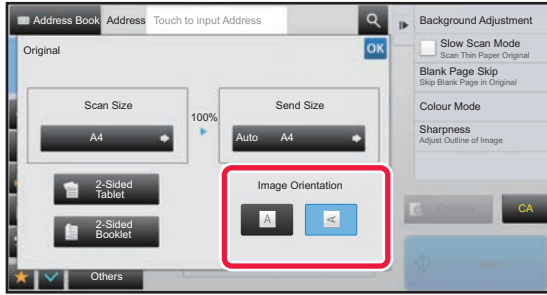 Address Book
Address
Touch to input Address
Original
OK
Scan Size
A4
100%
Send Size
Auto A4
2-Sided
Tablet
2-Sided
Booklet
Image Orientation
A
A
Others
Background Adjustment
Slow Scan Mode
Scan Thin Paper Original
Blank Page Skip
Skip Blank Page in Original
Colour Mode
Sharpness
Adjust Outline of Image
Preview
CA
Start